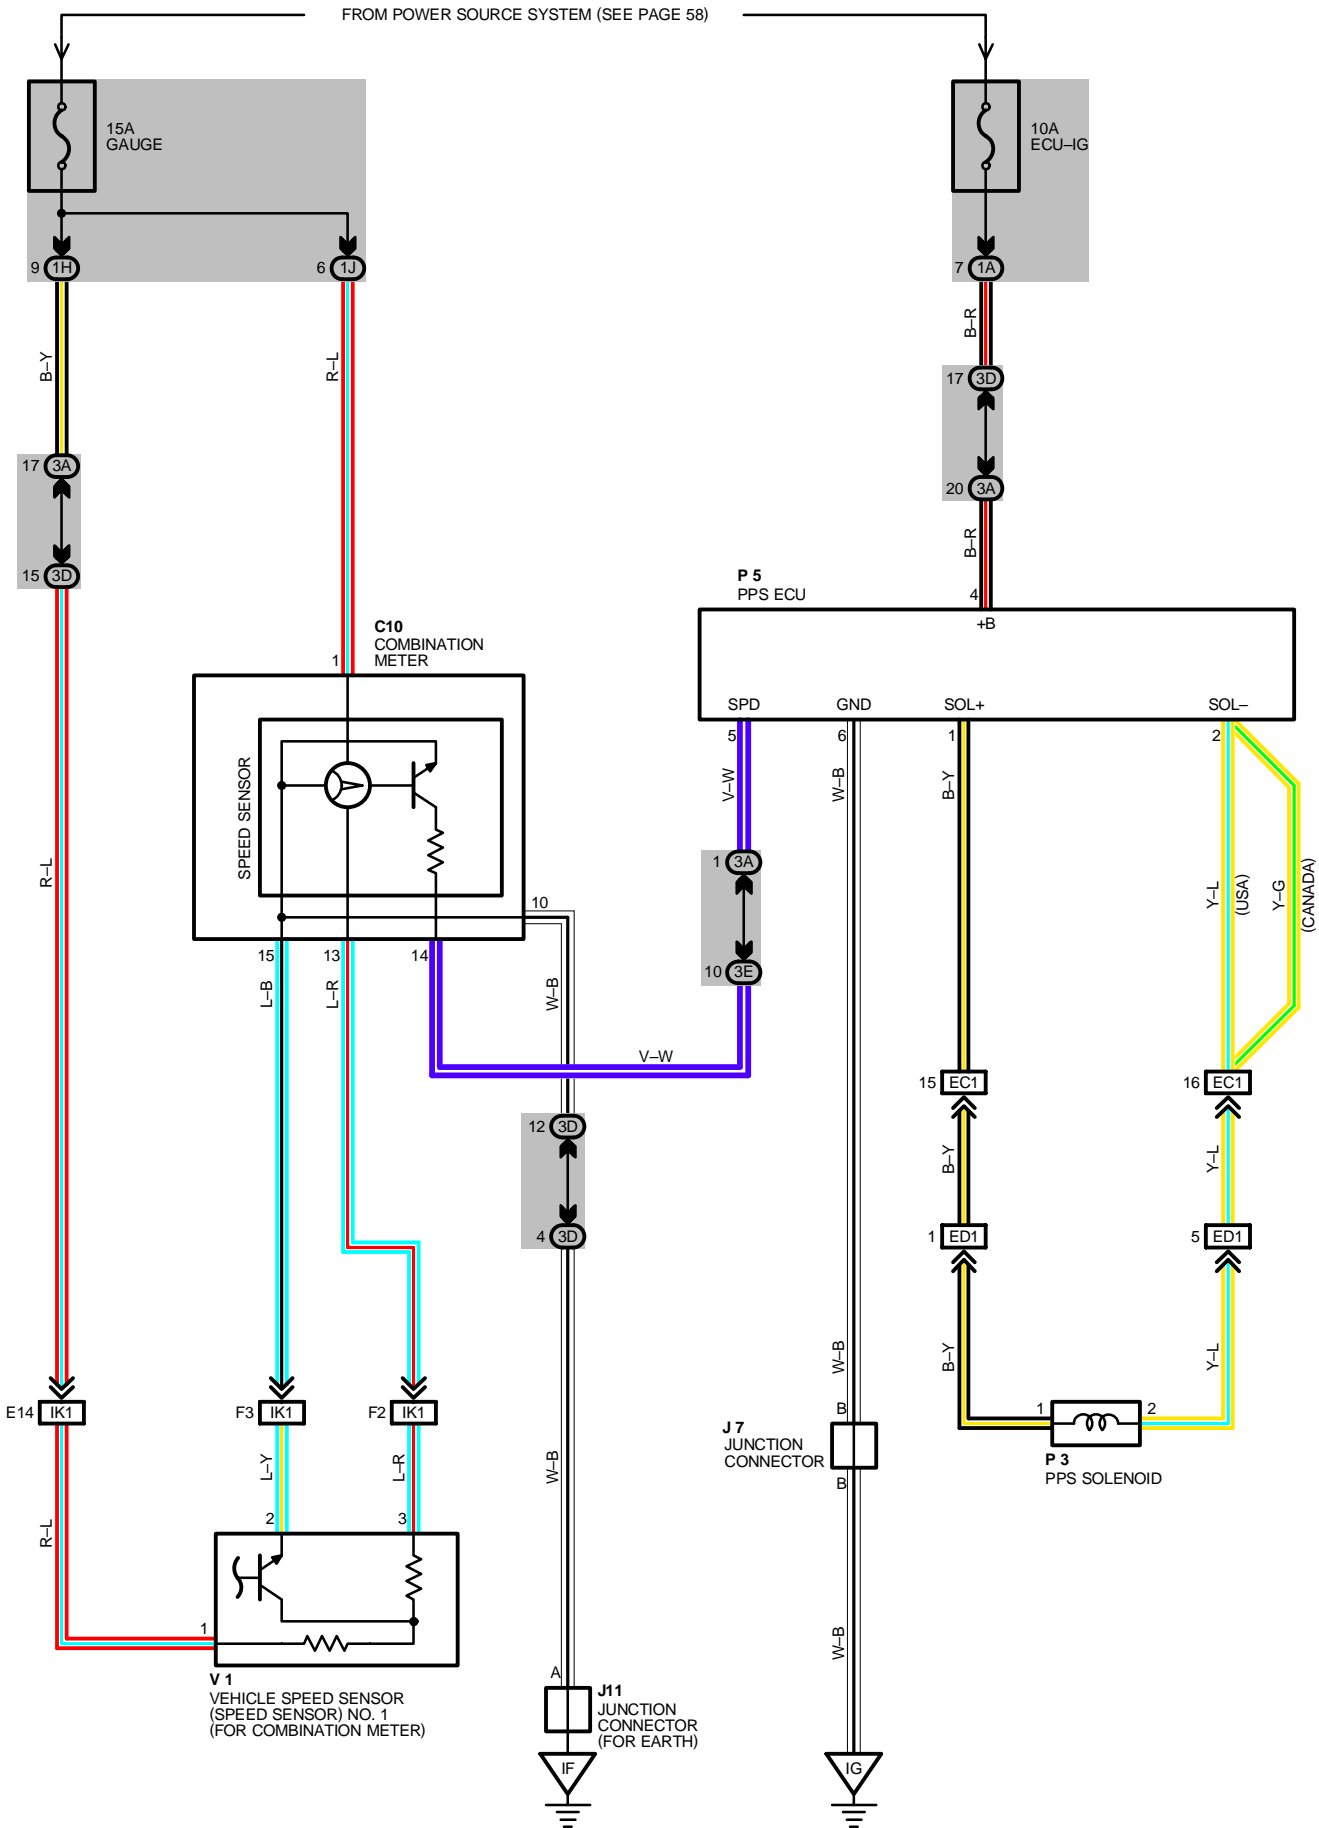 FROM POWER SOURCE SYSTEM (SEE PAGE 58)
15A
GAUGE
10A
ECU–IG
9 1H
6 1J
7 1A
B–Y
R–L
B–R
17 3D
17 3A
20 3A
B–R
15 3D
P 5
PPS ECU
4
+B
C10
COMBINATION
METER
1
SPD
GND
SOL+
SOL–
5
6
1
2
SPEED SENSOR
V–W
W–B
B–Y
R–L
1 3A
Y–L
(USA)
Y–G
(CANADA)
10
15
13
14
10 3E
L–B
L–R
W–B
V–W
15 EC1
16 EC1
12 3D
B–Y
Y–L
4 3D
1 ED1
5 ED1
W–B
B–Y
Y–L
E14 IK1
F3 IK1
F2 IK1
B
1
2
J 7
JUNCTION
CONNECTOR
P 3
PPS SOLENOID
B
L–Y
L–R
W–B
2
3
R–L
1
W–B
V 1
VEHICLE SPEED SENSOR
(SPEED SENSOR) NO. 1
(FOR COMBINATION METER)
A
J11
JUNCTION
CONNECTOR
(FOR EARTH)
IF
IG